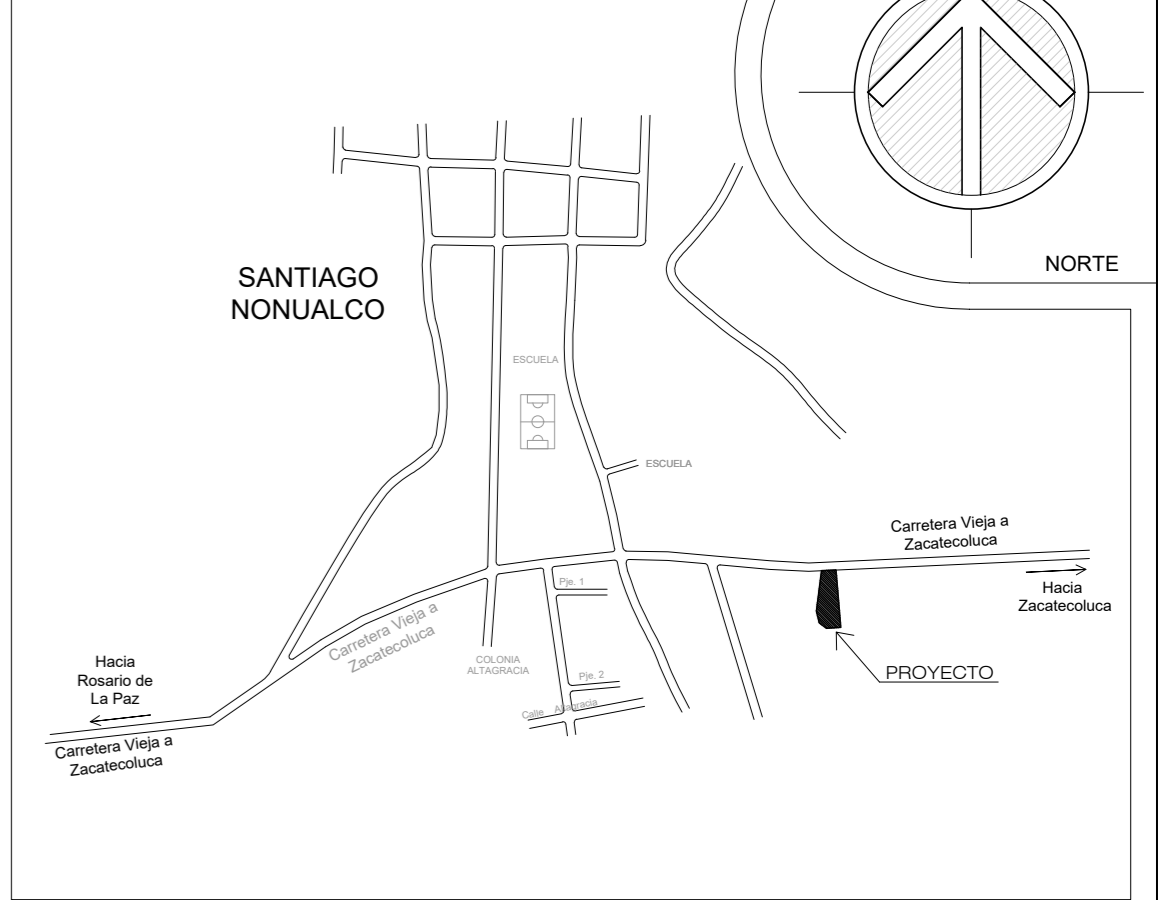 NORTE
SANTIAGO
NONUALCO
ESCUELA
ESCUELA
Carretera Vieja a
Zacatecoluca
Hacia
Zacatecoluca
Pje. 1
Carretera Vieja a
Zacatecoluca
COLONIA
ALTAGRACIA
Pje. 2
PROYECTO
Hacia
Rosario de
La Paz
Calle Altagracia
Carretera Vieja a
Zacatecoluca